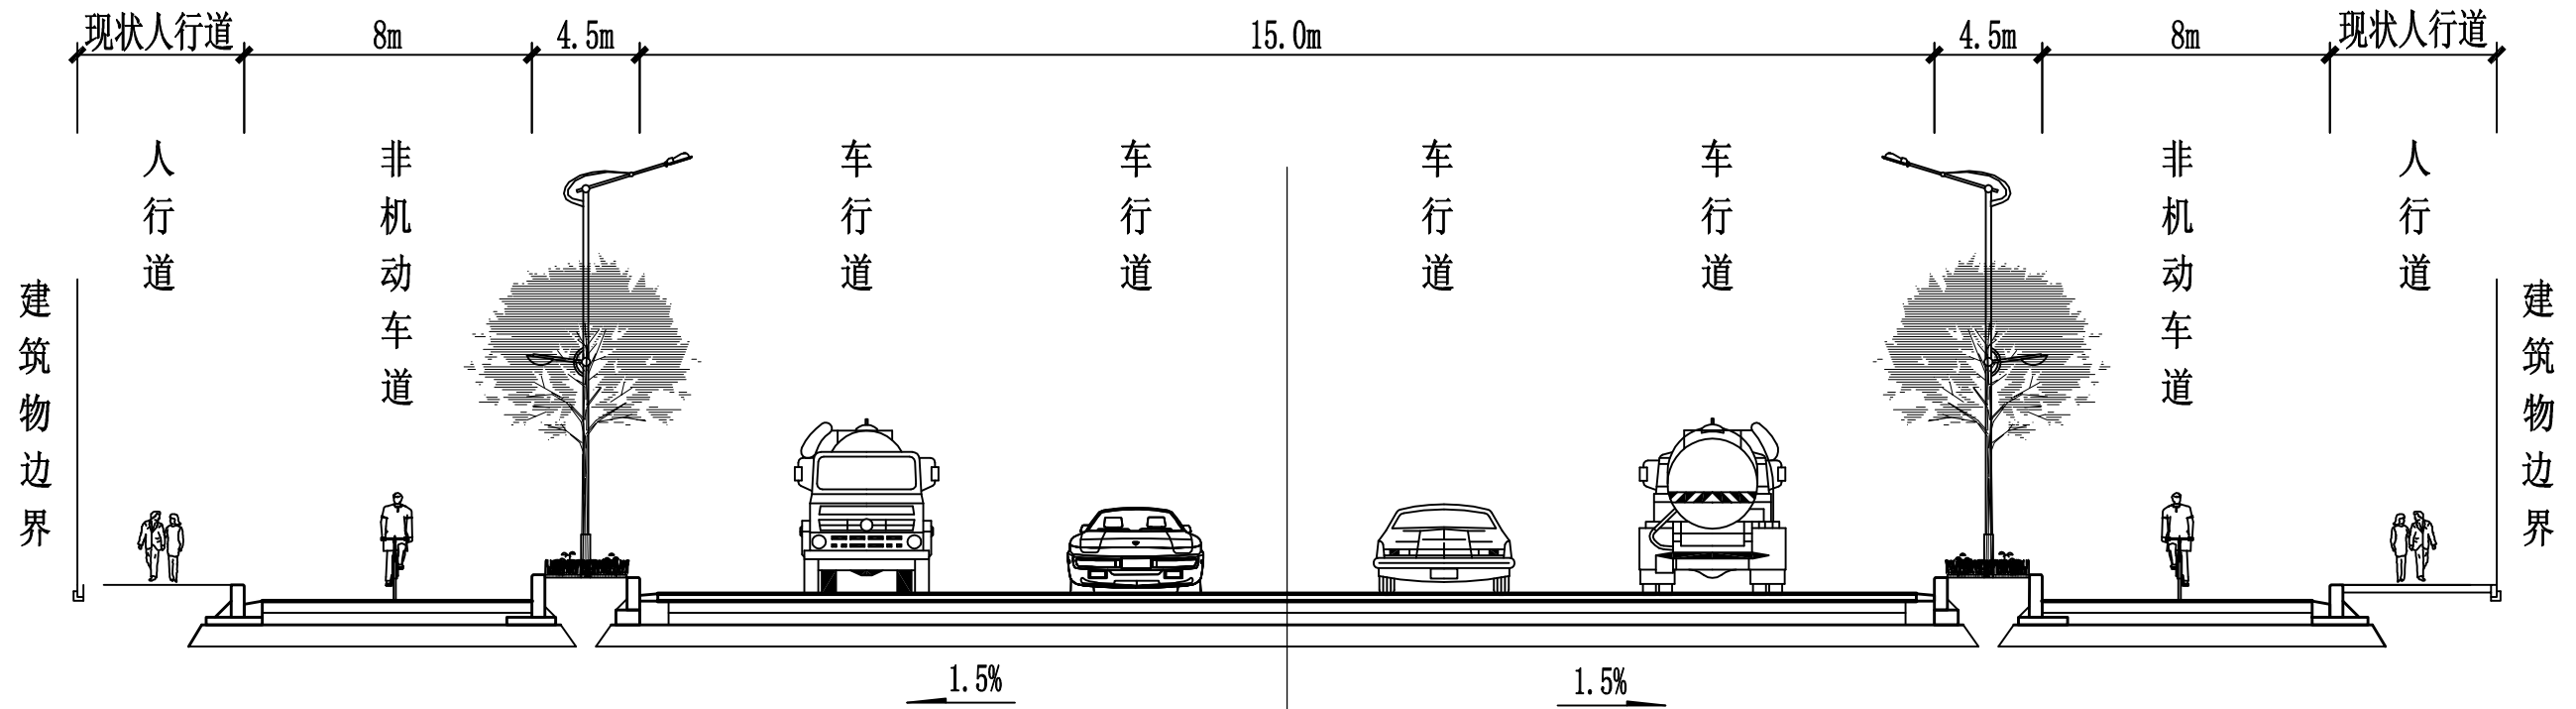 现状人行道
8m
4.5m
15.0m
4.5m
8m
现状人行道
建筑物边界
人行道
非机动车道
车行道
车行道
车行道
车行道
非机动车道
人行道
建筑物边界
1.5%
1.5%